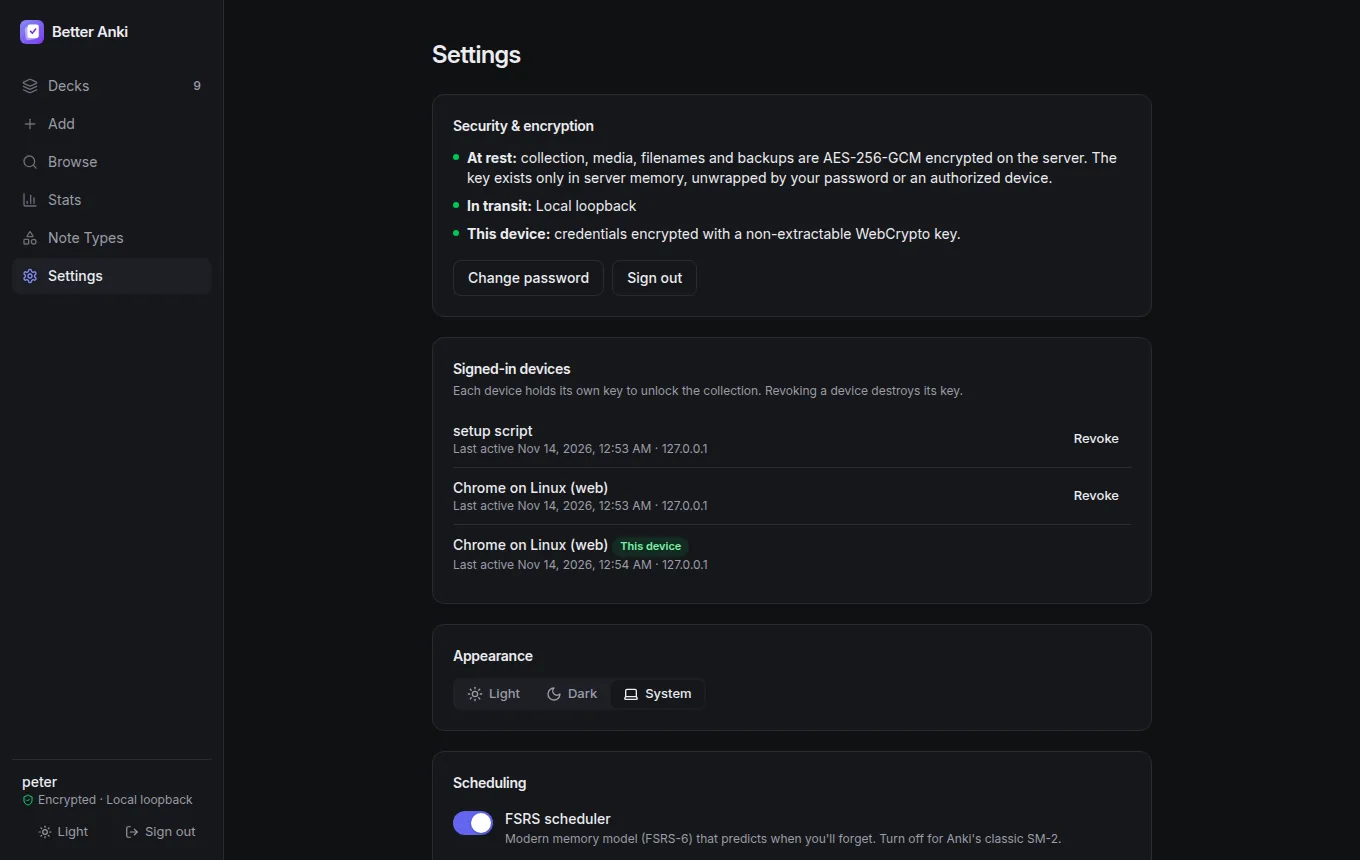 Better Anki
Decks 9
Add
Browse
Stats
Note Types
Settings
peter
Encrypted · Local loopback
Light Sign out
Settings
Security & encryption
At rest: collection, media, filenames and backups are AES-256-GCM encrypted on the server. The
key exists only in server memory, unwrapped by your password or an authorized device.
In transit: Local loopback
This device: credentials encrypted with a non-extractable WebCrypto key.
Change password Sign out
Signed-in devices
Each device holds its own key to unlock the collection. Revoking a device destroys its key.
setup script
Last active Nov 14, 2026, 12:53 AM · 127.0.0.1
Revoke
Chrome on Linux (web)
Last active Nov 14, 2026, 12:53 AM · 127.0.0.1
Revoke
Chrome on Linux (web) This device
Last active Nov 14, 2026, 12:54 AM · 127.0.0.1
Appearance
Light Dark System
Scheduling
FSRS scheduler
Modern memory model (FSRS-6) that predicts when you'll forget. Turn off for Anki's classic SM-2.